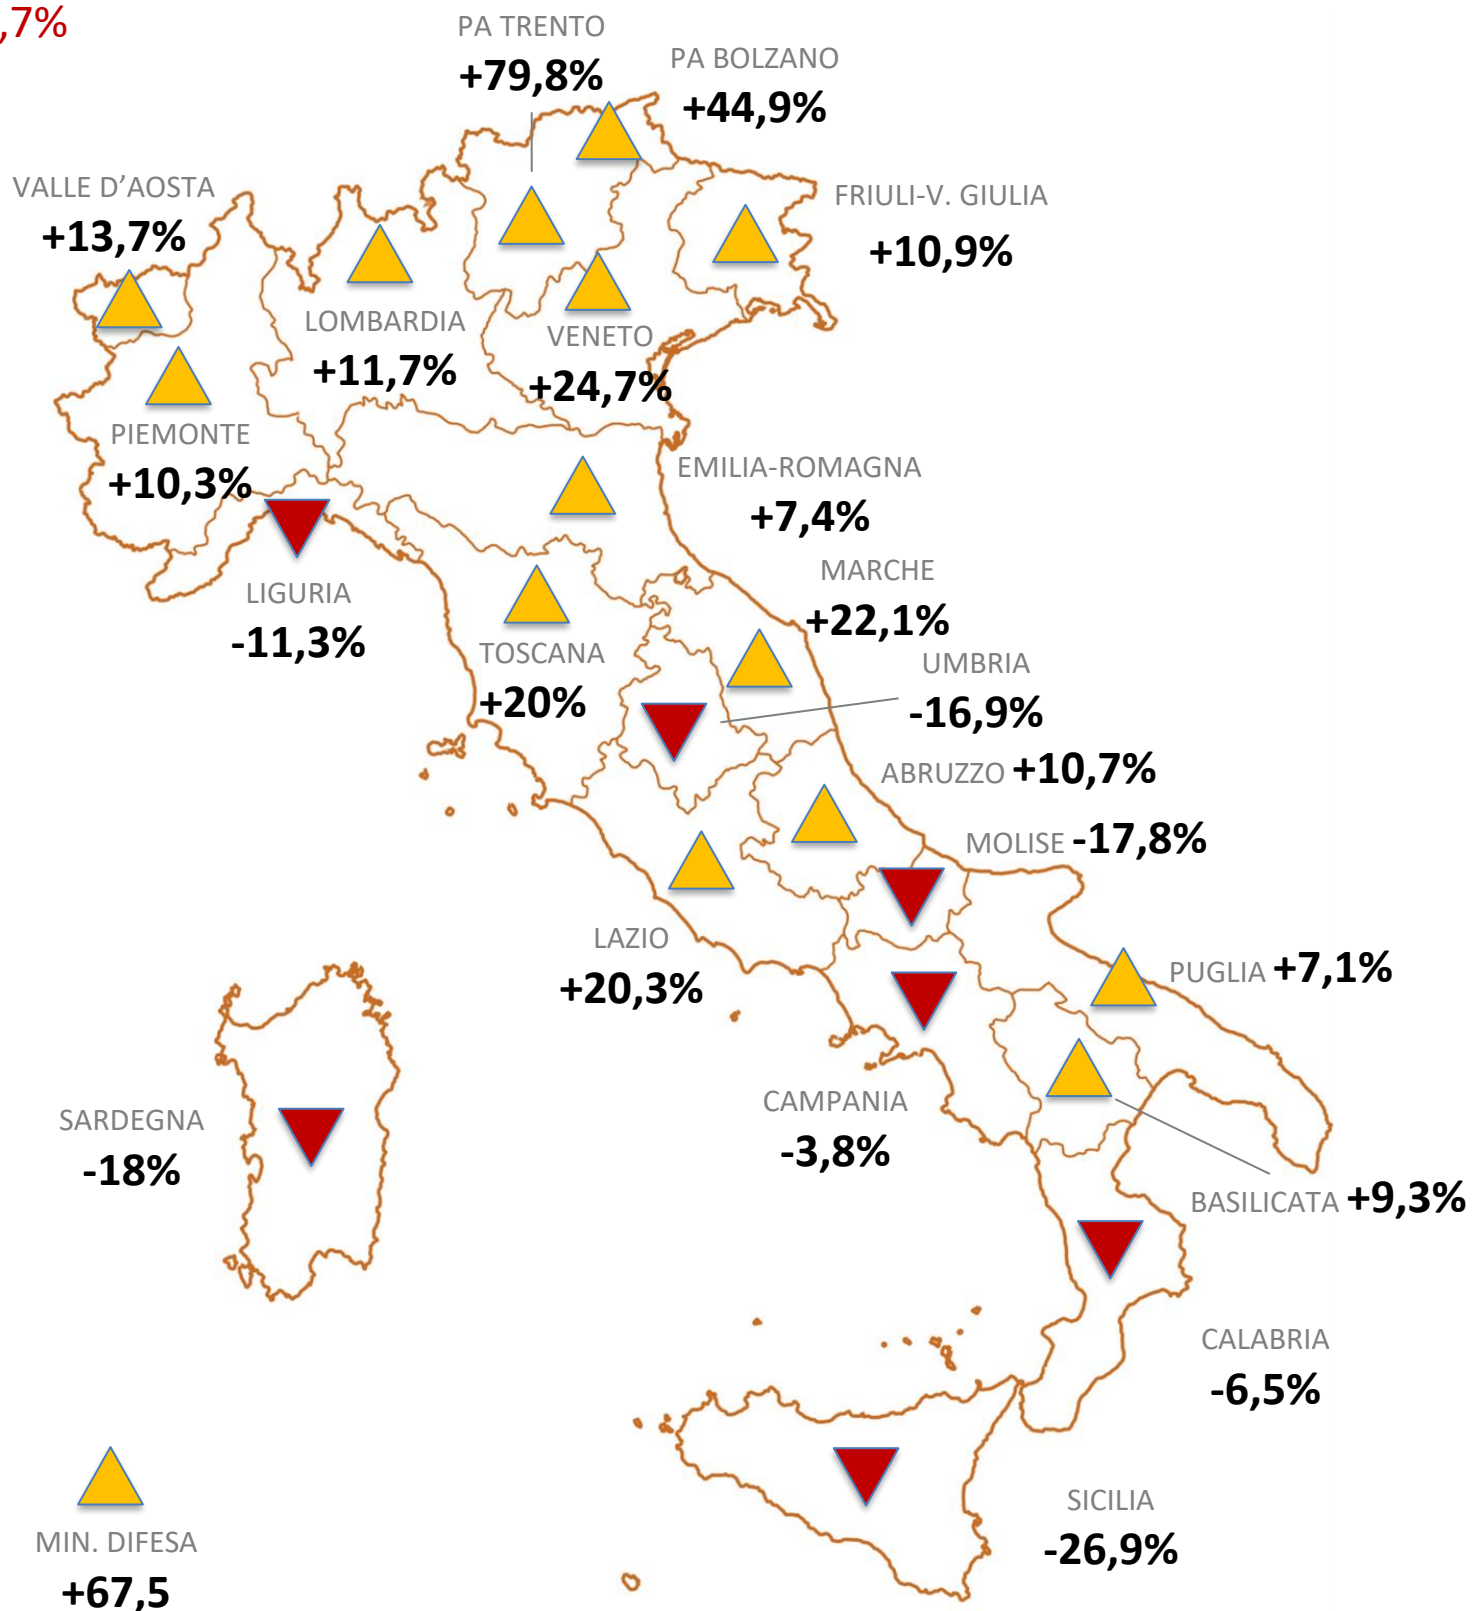 ,7%
PA TRENTO
+79,8%
PA BOLZANO
+44,9%
VALLE D’AOSTA
+13,7%
FRIULI-V. GIULIA
+10,9%
LOMBARDIA
+11,7%
VENETO
+24,7%
PIEMONTE
+10,3%
EMILIA-ROMAGNA
+7,4%
LIGURIA
-11,3%
MARCHE
+22,1%
TOSCANA
+20%
UMBRIA
-16,9%
ABRUZZO +10,7%
MOLISE -17,8%
LAZIO
+20,3%
PUGLIA +7,1%
CAMPANIA
-3,8%
SARDEGNA
-18%
BASILICATA +9,3%
CALABRIA
-6,5%
SICILIA
-26,9%
MIN. DIFESA
+67,5